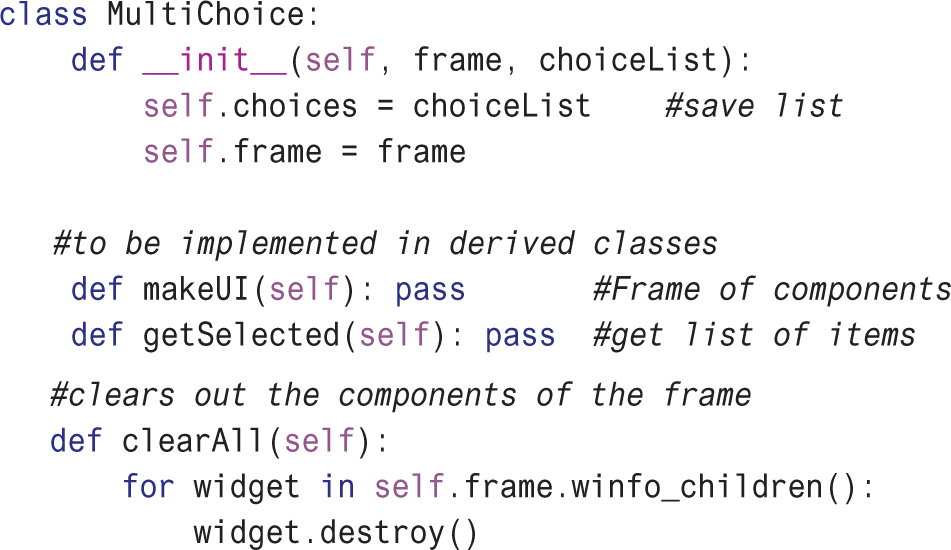 class MultiChoice:
    def __init__(self, frame, choiceList):
        self.choices = choiceList    #save list
        self.frame = frame

   #to be implemented in derived classes
    def makeUI(self): pass       #Frame of components
    def getSelected(self): pass  #get list of items
   #clears out the components of the frame
   def clearAll(self):
       for widget in self.frame.winfo_children():
           widget.destroy()